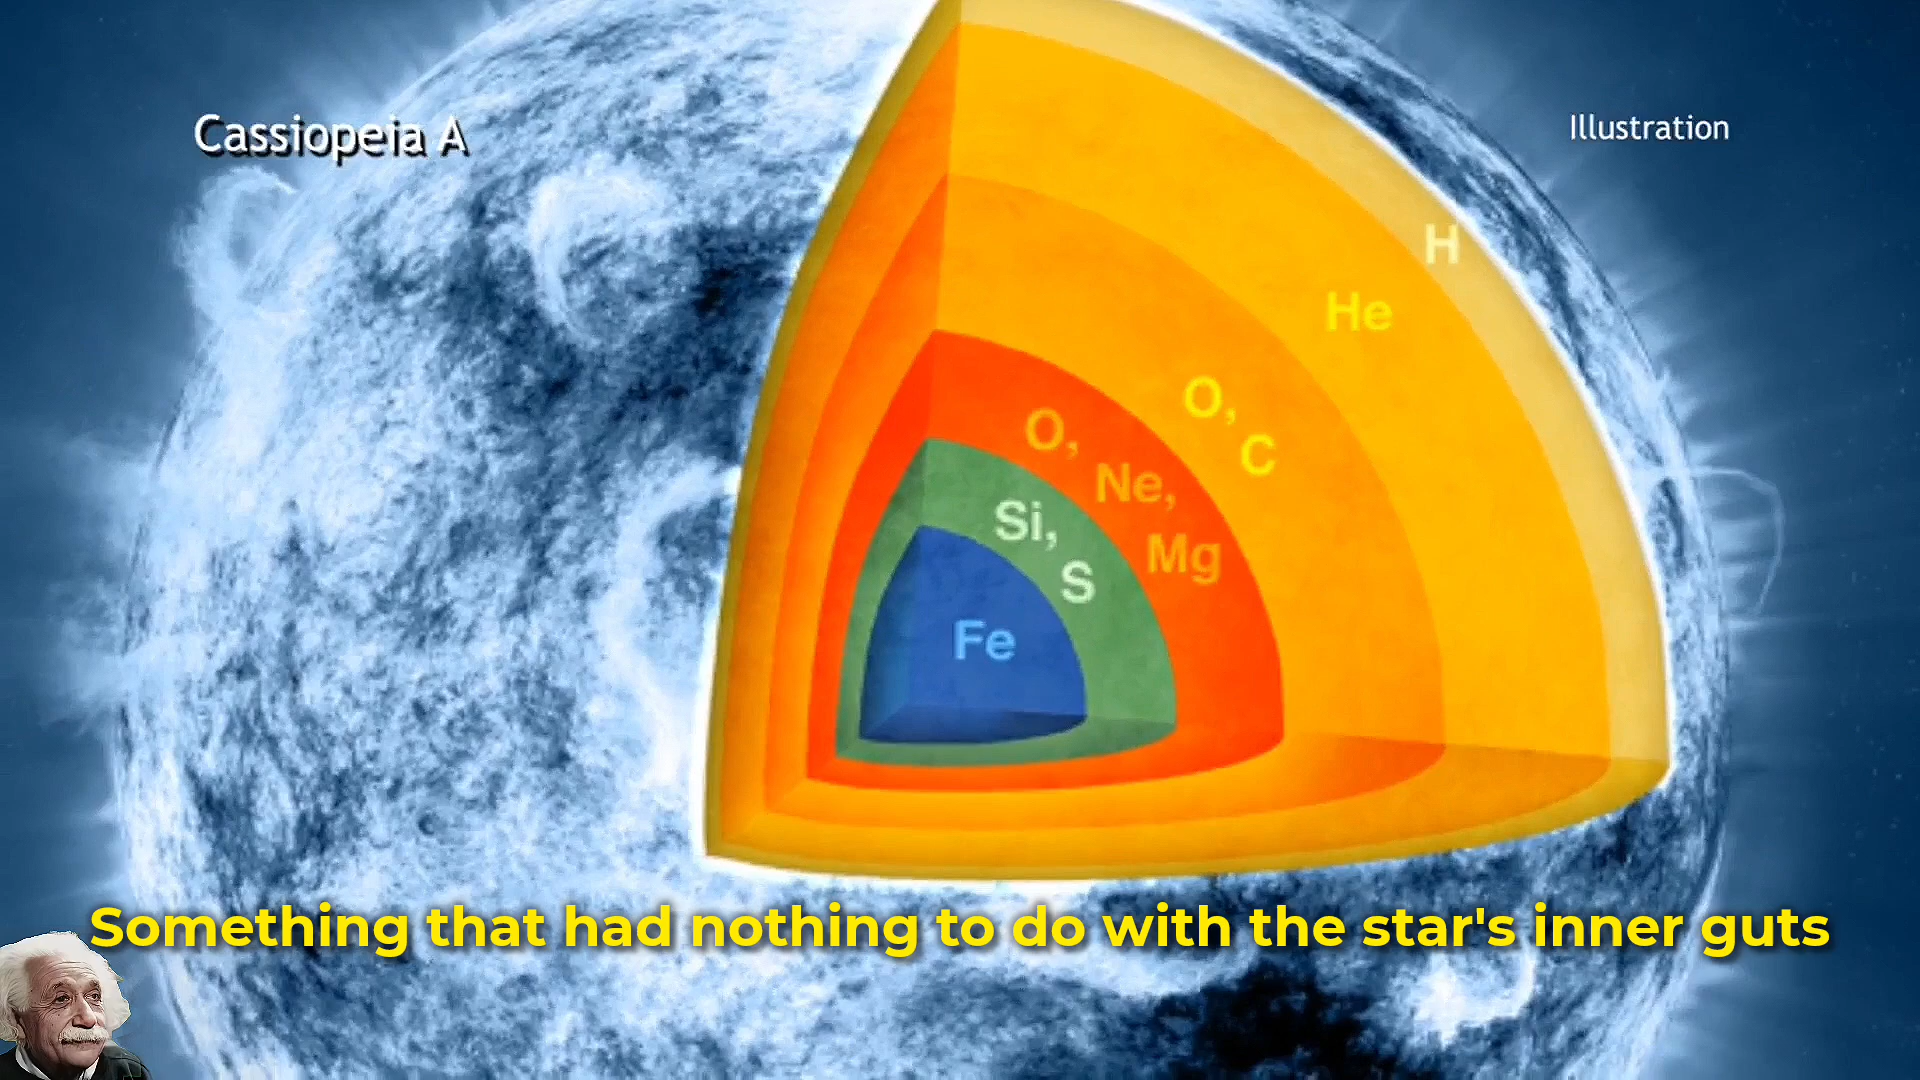 Cassiopeia A
Illustration
H
He
O,
C
O,
Ne,
Mg
Si,
S
Fe
Something that had nothing to do with the star's inner guts